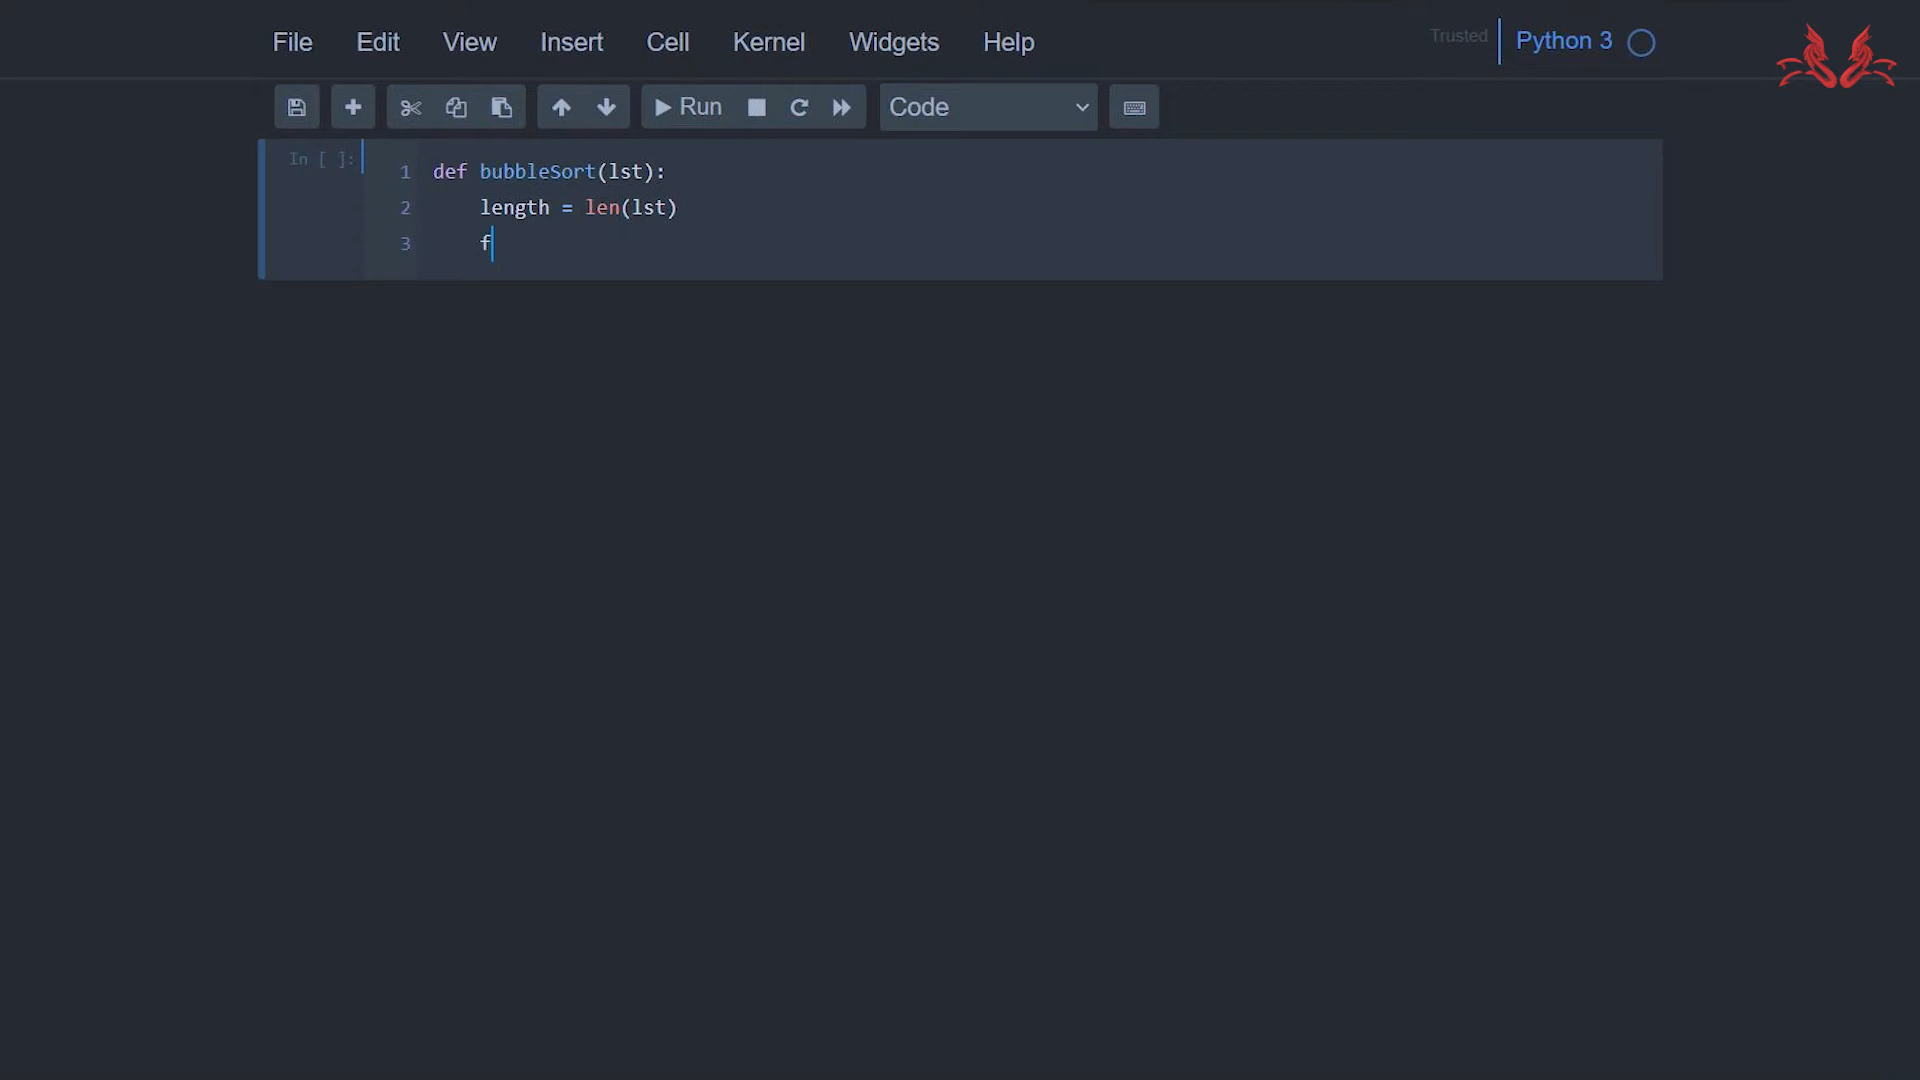 File Edit View Insert Cell Kernel Widgets Help Trusted Python 3
Run Code
In [ ]:
1 def bubbleSort(lst):
2     length = len(lst)
3     f